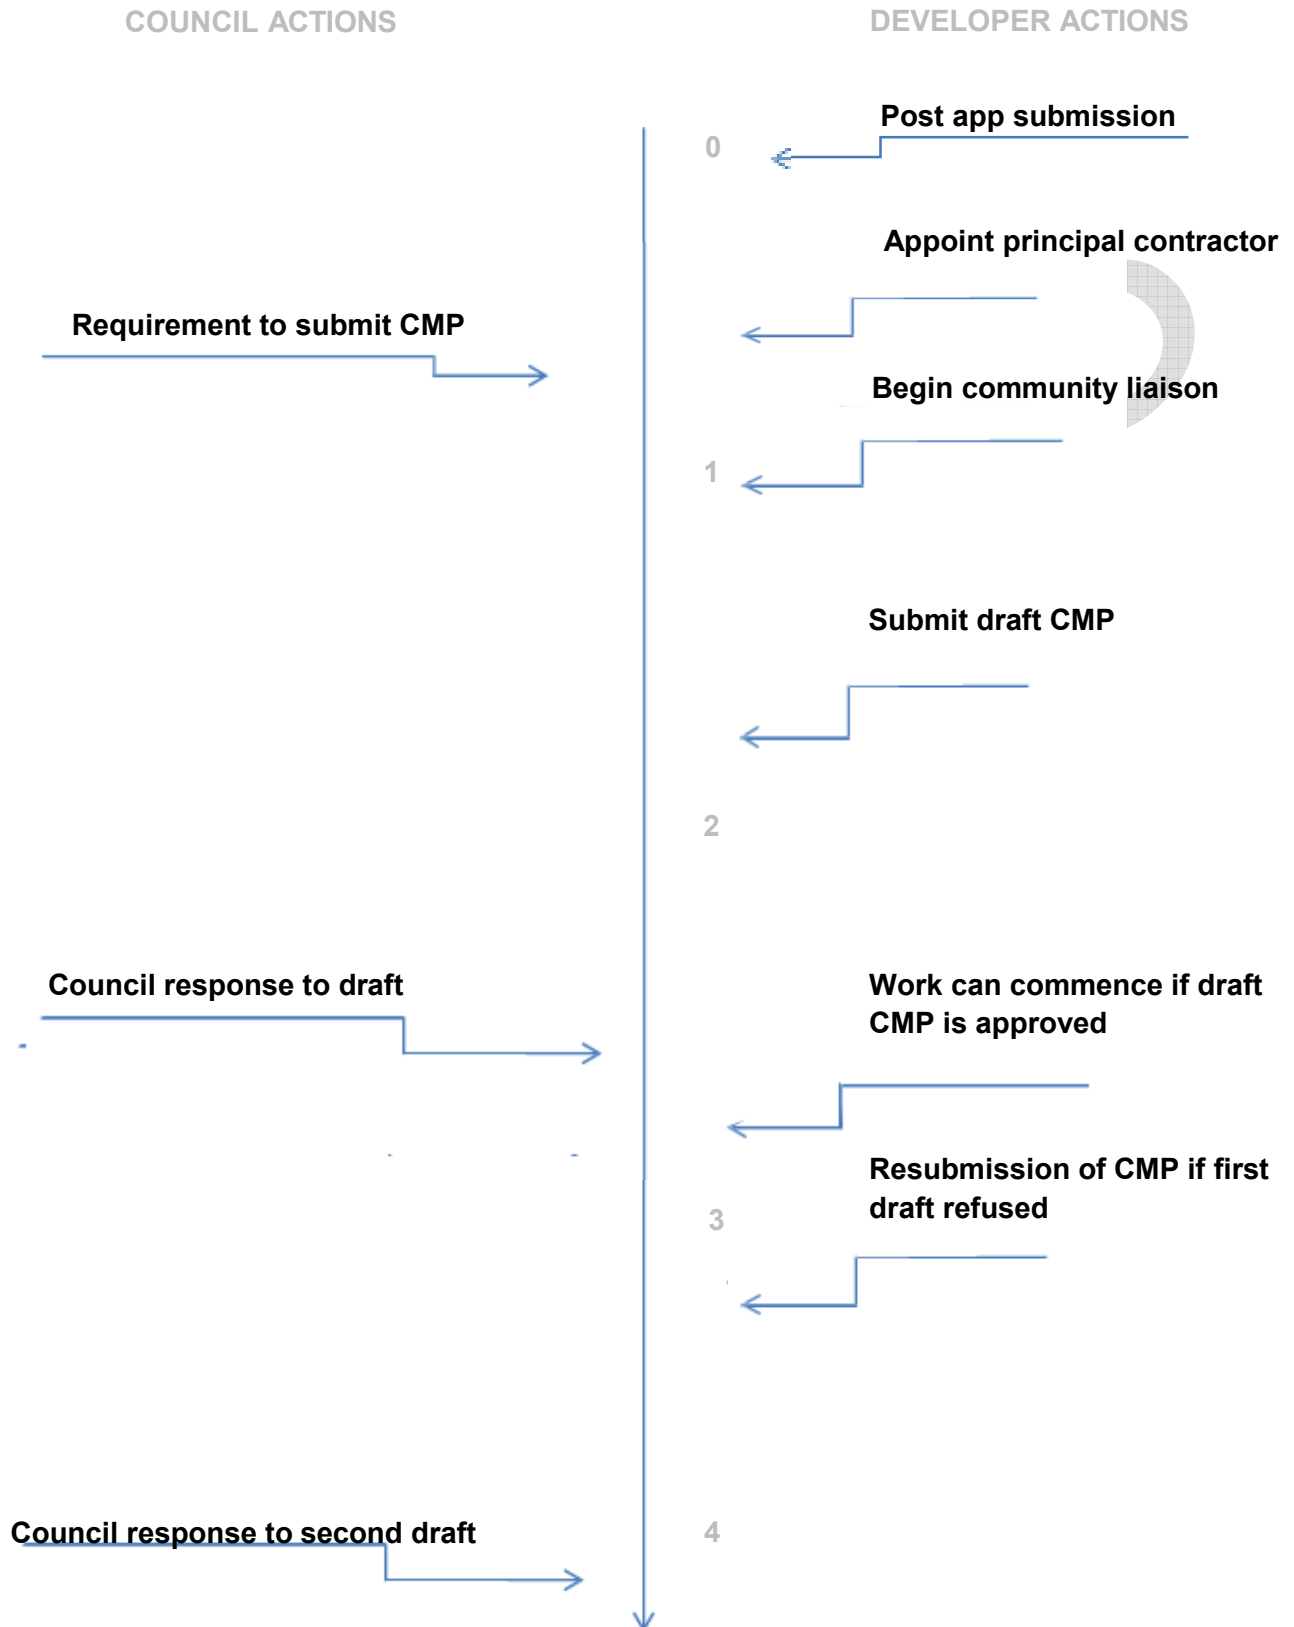 COUNCIL ACTIONS
DEVELOPER ACTIONS
Post app submission
0
Appoint principal contractor
Requirement to submit CMP
Begin community liaison
1
Submit draft CMP
2
Council response to draft
Work can commence if draft
CMP is approved
Resubmission of CMP if first
draft refused
3
Council response to second draft
4